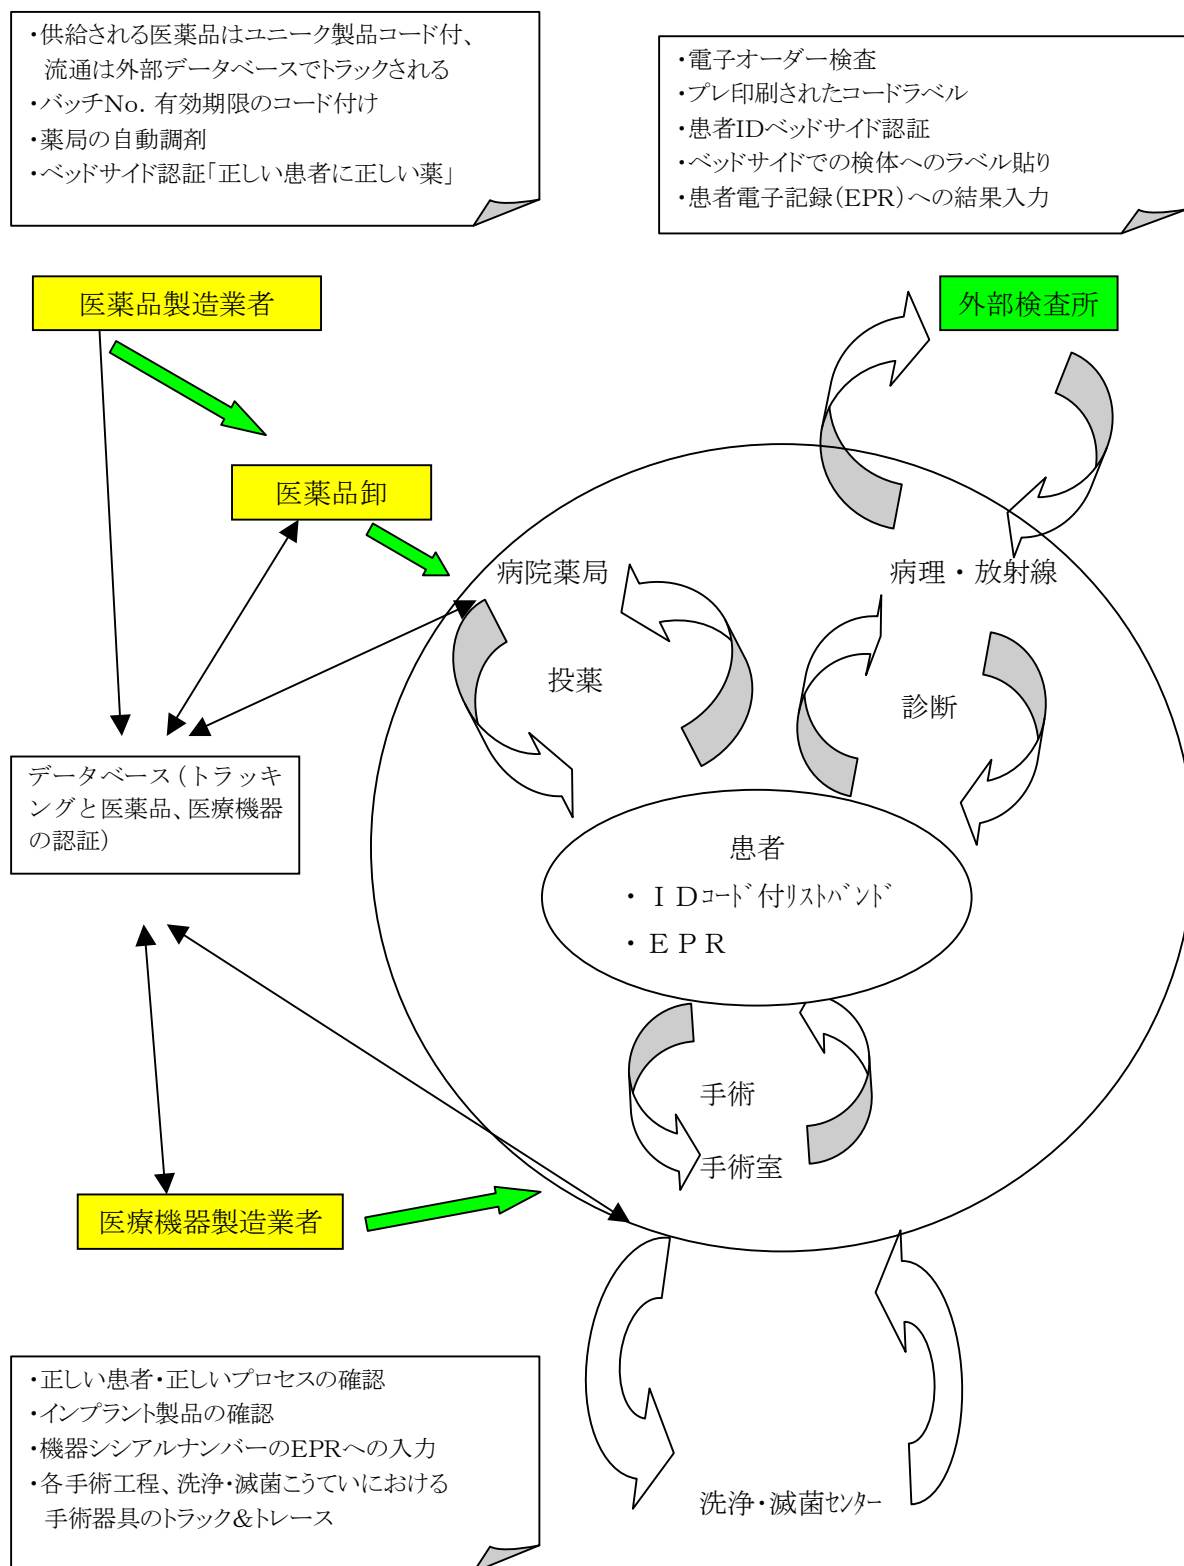 ・供給される医薬品はユニーク製品コード付、
流通は外部データベースでトラックされる
・バッチNo. 有効期限のコード付け
・薬局の自動調剤
・ベッドサイド認証「正しい患者に正しい薬」
・電子オーダー検査
・プレ印刷されたコードラベル
・患者IDベッドサイド認証
・ベッドサイドでの検体へのラベル貼り
・患者電子記録(EPR)への結果入力
医薬品製造業者
外部検査所
医薬品卸
病院薬局
病理・放射線
投薬
診断
データベース(トラッキ
ングと医薬品、医療機器
の認証)
患者
・ＩＤｺｰﾄﾞ付ﾘｽﾄﾊﾞﾝﾄﾞ
・ＥＰＲ
手術
手術室
医療機器製造業者
・正しい患者・正しいプロセスの確認
・インプラント製品の確認
・機器シシアルナンバーのEPRへの入力
・各手術工程、洗浄・滅菌こうていにおける
手術器具のトラック&トレース
洗浄・滅菌ｾﾝﾀｰ